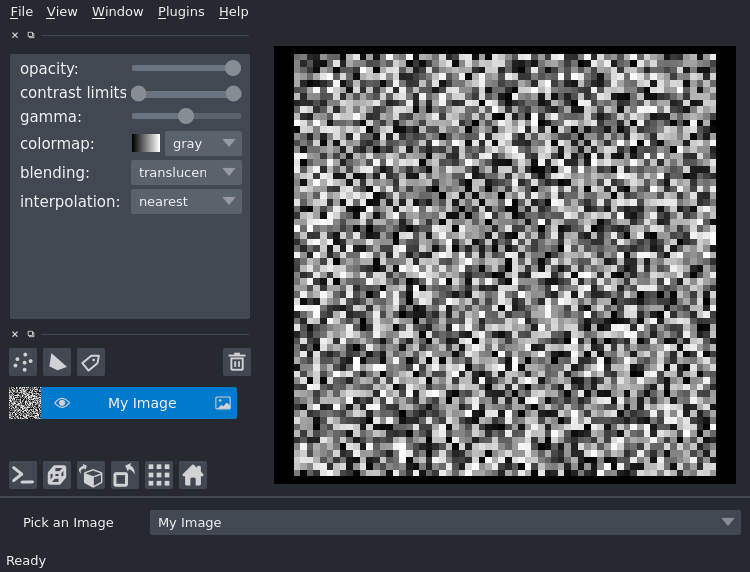 File View Window Plugins Help
opacity:
contrast limits
gamma:
colormap: gray
blending: translucen
interpolation: nearest
My Image
Pick an Image My Image
Ready